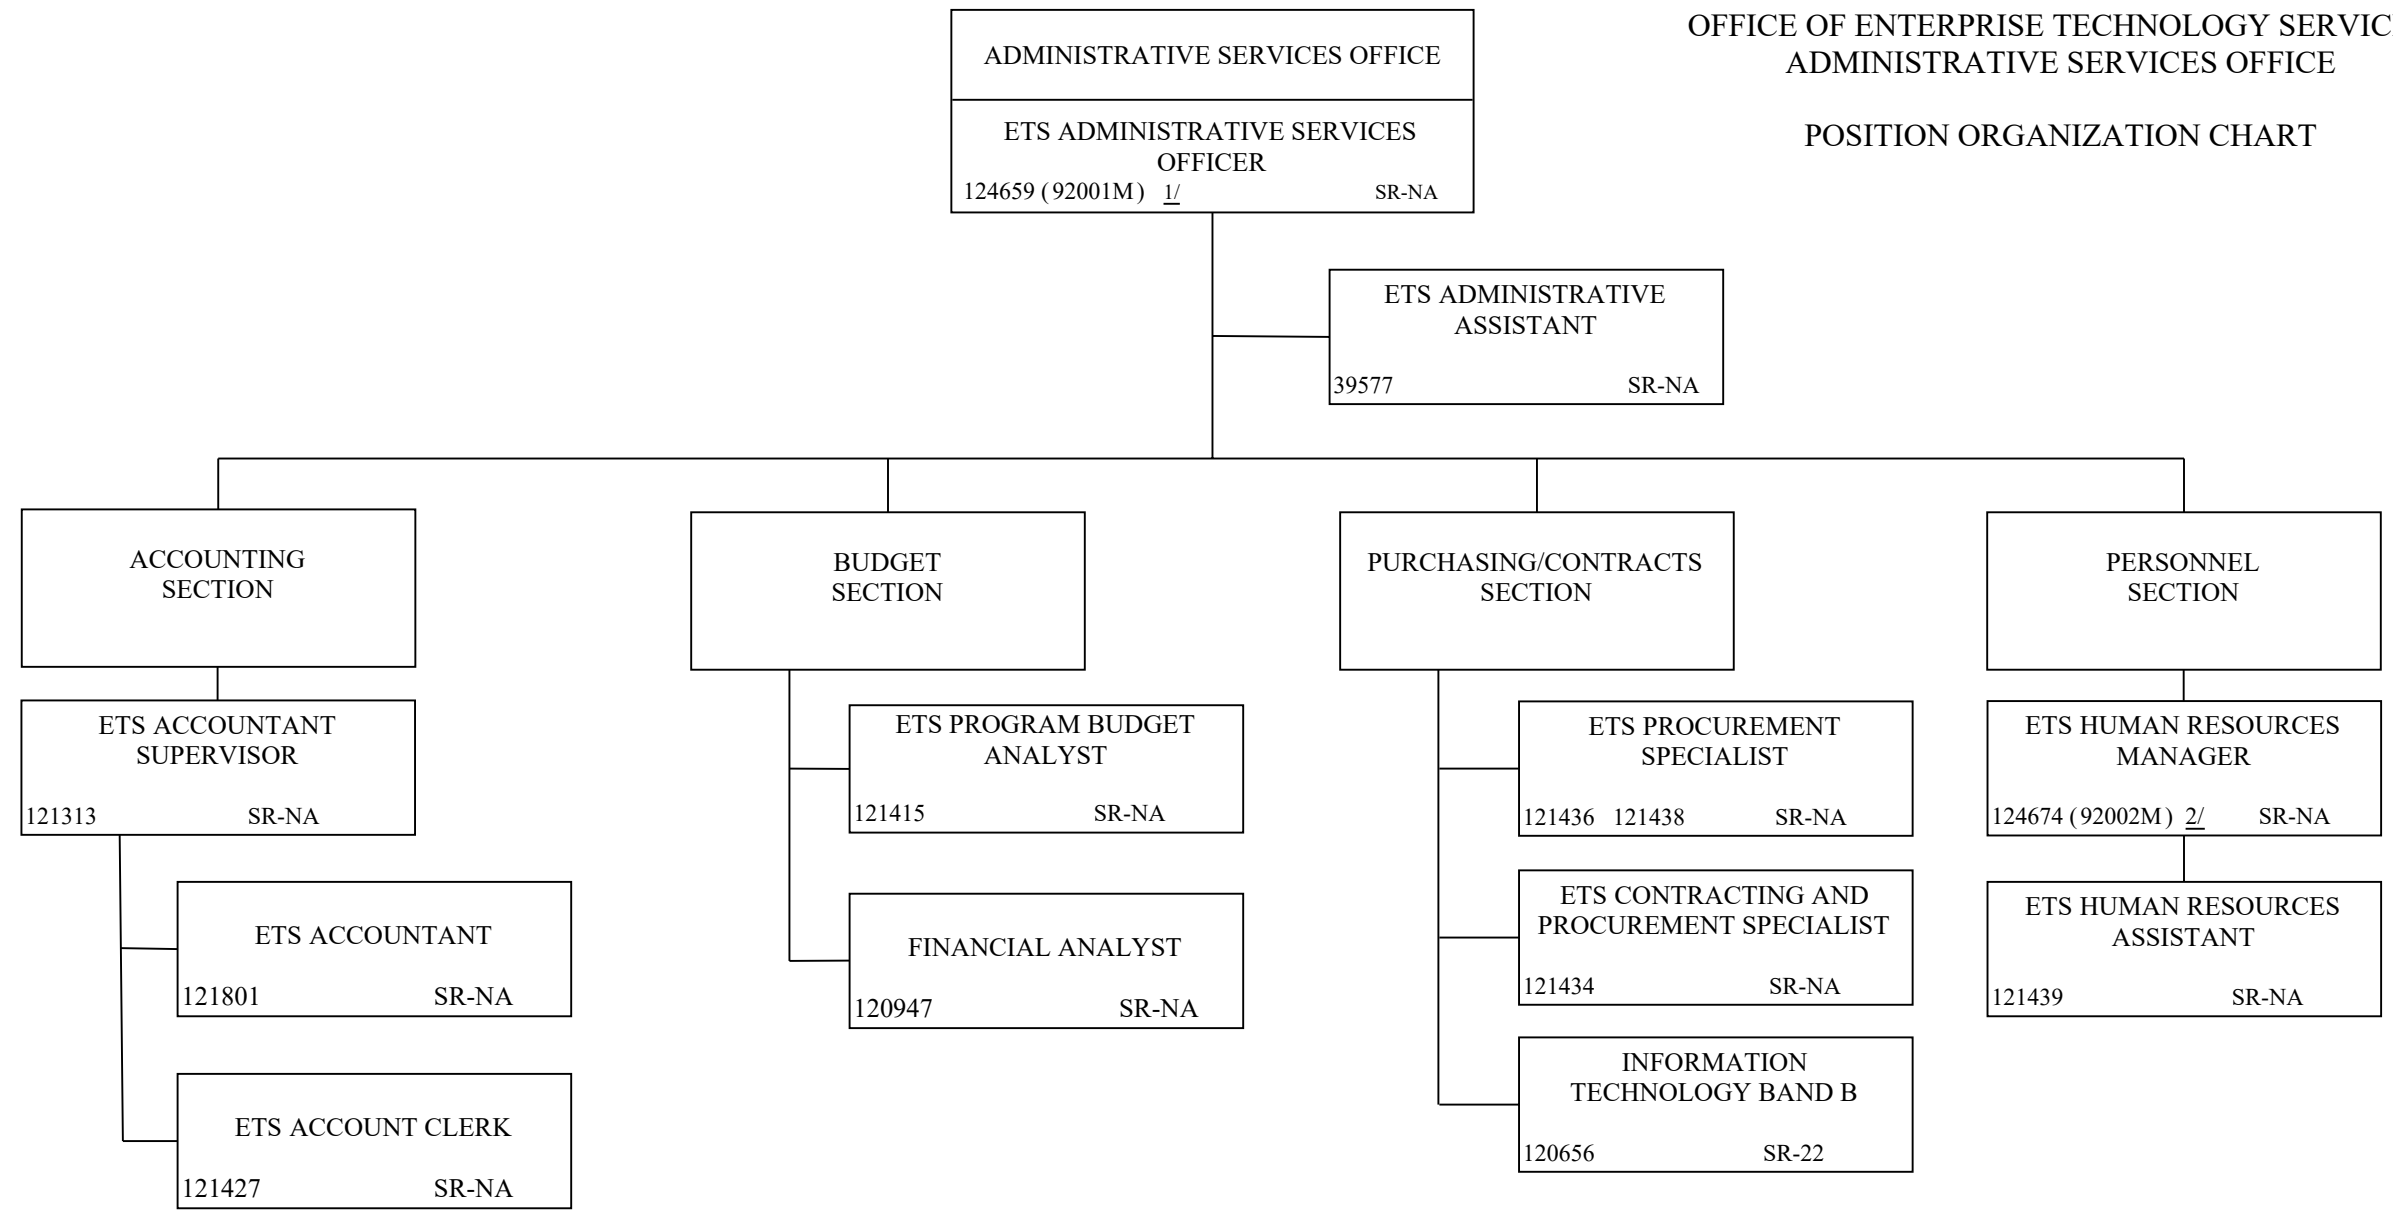 OFFICE OF ENTERPRISE TECHNOLOGY SERVIC
ADMINISTRATIVE SERVICES OFFICE
POSITION ORGANIZATION CHART
ADMINISTRATIVE SERVICES OFFICE
ETS ADMINISTRATIVE SERVICES
OFFICER
124659 (92001M) 1/ SR-NA
ETS ADMINISTRATIVE
ASSISTANT
39577 SR-NA
ACCOUNTING
SECTION
ETS ACCOUNTANT
SUPERVISOR
121313 SR-NA
ETS ACCOUNTANT
121801 SR-NA
ETS ACCOUNT CLERK
121427 SR-NA
BUDGET
SECTION
ETS PROGRAM BUDGET
ANALYST
121415 SR-NA
FINANCIAL ANALYST
120947 SR-NA
PURCHASING/CONTRACTS
SECTION
ETS PROCUREMENT
SPECIALIST
121436 121438 SR-NA
ETS CONTRACTING AND
PROCUREMENT SPECIALIST
121434 SR-NA
INFORMATION
TECHNOLOGY BAND B
120656 SR-22
PERSONNEL
SECTION
ETS HUMAN RESOURCES
MANAGER
124674 (92002M) 2/ SR-NA
ETS HUMAN RESOURCES
ASSISTANT
121439 SR-NA